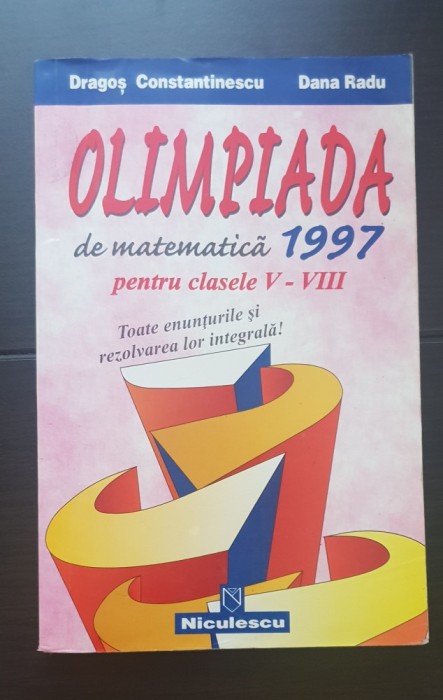 Dragoș Constantinescu Dana Radu
OLIMPIADA
de matematică 1997
pentru clasele V - VIII
Toate enunțurile și
rezolvarea lor integrală!
Niculescu